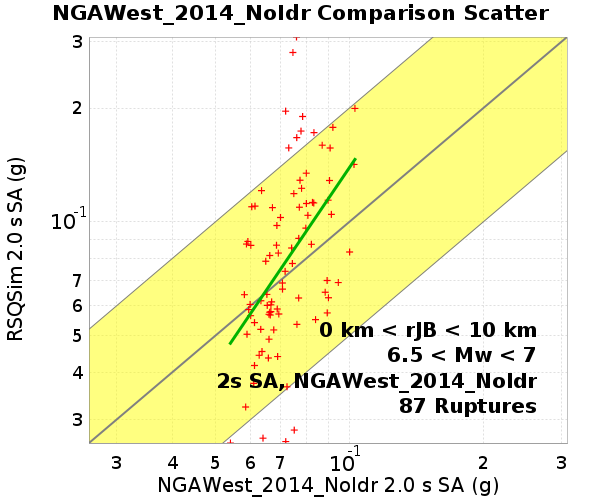 NGAWest_2014_NoIdr Comparison Scatter
RSQSim 2.0 s SA (g)
3
2
10⁻¹
7
6
5
4
3
0 km < rJB < 10 km
6.5 < Mw < 7
2s SA, NGAWest_2014_NoIdr
87 Ruptures
3 4 5 6 7 10⁻¹ 2 3
NGAWest_2014_NoIdr 2.0 s SA (g)